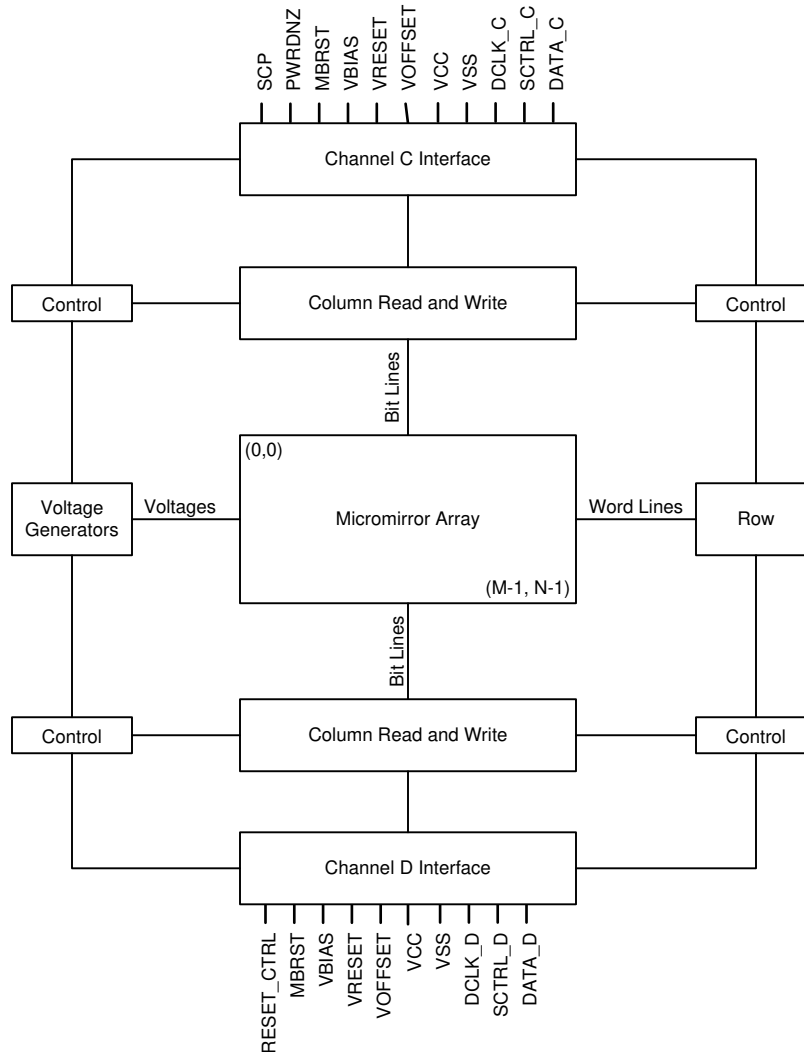 SCP
PWRDNZ
MBRST
VBIAS
VRESET
VOFFSET
VCC
VSS
DCLK_C
SCTRL_C
DATA_C
Channel C Interface
Control
Column Read and Write
Control
Bit Lines
(0,0)
Voltage
Generators
Voltages
Micromirror Array
Word Lines
Row
(M-1, N-1)
Bit Lines
Control
Column Read and Write
Control
Channel D Interface
RESET_CTRL
MBRST
VBIAS
VRESET
VOFFSET
VCC
VSS
DCLK_D
SCTRL_D
DATA_D